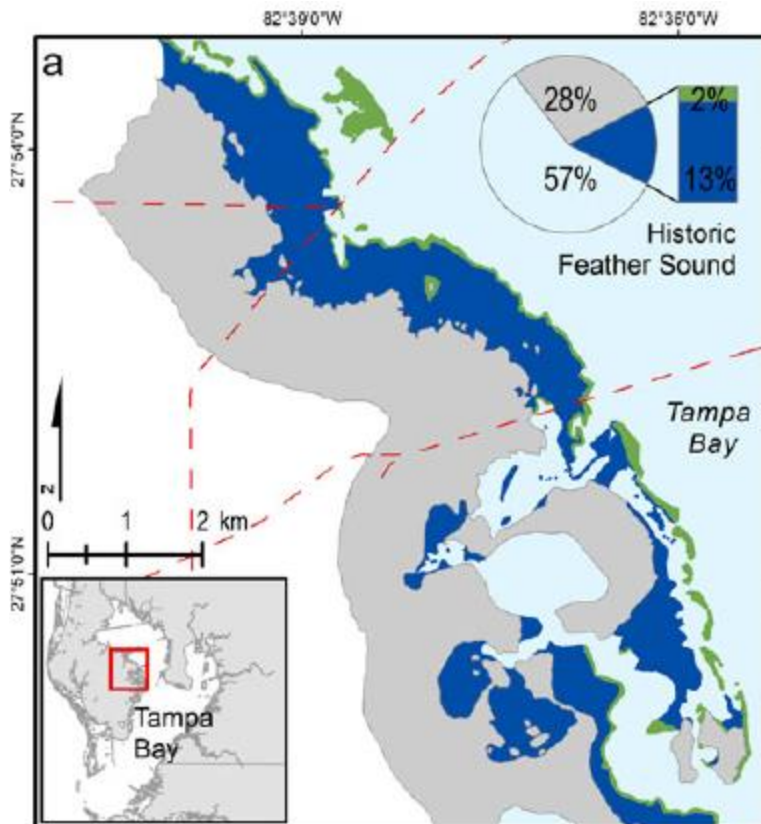 82°39'0"W
82°36'0"W
a
28%
2%
27°54'0"N
57%
13%
Historic
Feather Sound
Tampa
Bay
z
0 1 2 km
27°51'0"N
Tampa
Bay